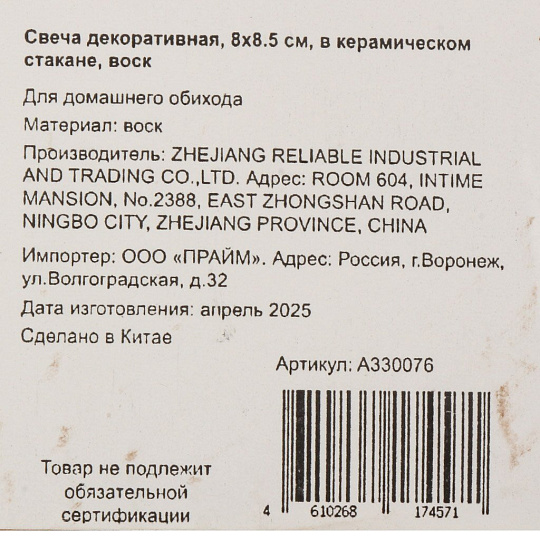 Свеча декоративная, 8x8.5 см, в керамическом
стакане, воск
Для домашнего обихода
Материал: воск
Производитель: ZHEJIANG RELIABLE INDUSTRIAL
AND TRADING CO.,LTD. Адрес: ROOM 604, INTIME
MANSION, No.2388, EAST ZHONGSHAN ROAD,
NINGBO CITY, ZHEJIANG PROVINCE, CHINA
Импортер: ООО «ПРАЙМ». Адрес: Россия, г.Воронеж,
ул.Волгоградская, д.32
Дата изготовления: апрель 2025
Сделано в Китае
Артикул: A330076
Товар не подлежит
обязательной
сертификации
4 610268 174571